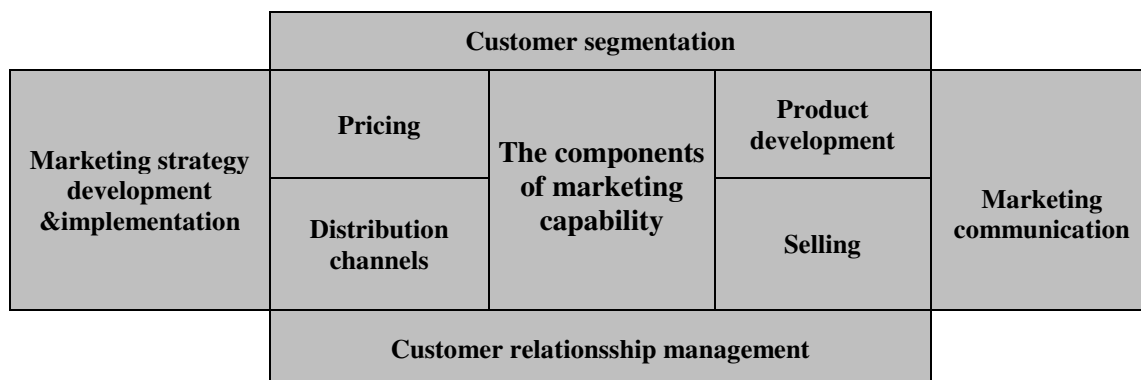 Customer segmentation
Marketing strategy
development
&implementation
Pricing
Distribution
channels
The components
of marketing
capability
Product
development
Selling
Marketing
communication
Customer relationsship management